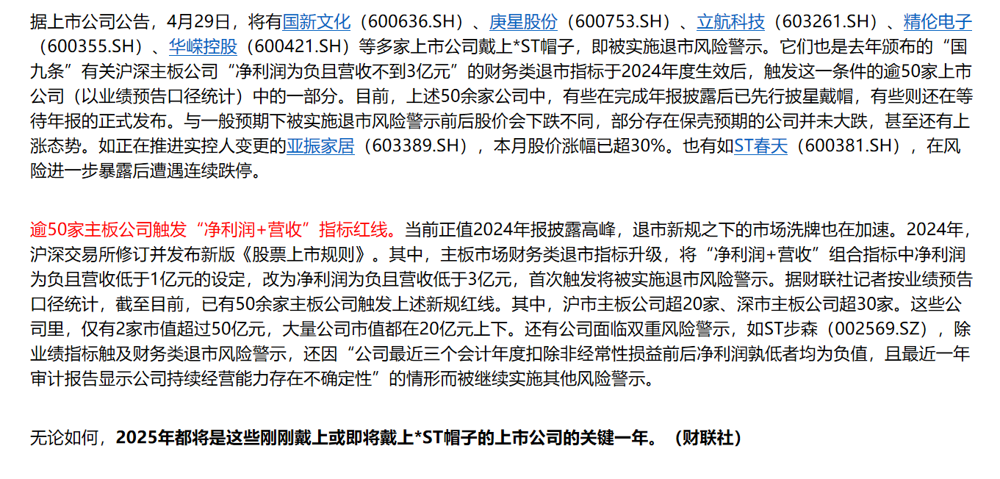 据上市公司公告，4月29日，将有国新文化（600636.SH）、庚星股份（600753.SH）、立航科技（603261.SH）、精伦电子
（600355.SH）、华嵘控股（600421.SH）等多家上市公司戴上*ST帽子，即被实施退市风险警示。它们也是去年颁布的“国
九条”有关沪深主板公司“净利润为负且营收不到3亿元”的财务类退市指标于2024年度生效后，触发这一条件的逾50家上市
公司（以业绩预告口径统计）中的一部分。目前，上述50余家公司中，有些在完成年报披露后已先行披星戴帽，有些则还在等
待年报的正式发布。与一般预期下被实施退市风险警示前后股价会下跌不同，部分存在保壳预期的公司并未大跌，甚至还有上
涨态势。如正在推进实控人变更的亚振家居（603389.SH），本月股价涨幅已超30%。也有如ST春天（600381.SH），在风
险进一步暴露后遭遇连续跌停。
逾50家主板公司触发“净利润+营收”指标红线。当前正值2024年报披露高峰，退市新规之下的市场洗牌也在加速。2024年，
沪深交易所修订并发布新版《股票上市规则》。其中，主板市场财务类退市指标升级，将“净利润+营收”组合指标中净利润
为负且营收低于1亿元的设定，改为净利润为负且营收低于3亿元，首次触发将被实施退市风险警示。据财联社记者按业绩预告
口径统计，截至目前，已有50余家主板公司触发上述新规红线。其中，沪市主板公司超20家、深市主板公司超30家。这些公
司里，仅有2家市值超过50亿元，大量公司市值都在20亿元上下。还有公司面临双重风险警示，如ST步森（002569.SZ），除
业绩指标触及财务类退市风险警示，还因“公司最近三个会计年度扣除非经常性损益前后净利润孰低者均为负值，且最近一年
审计报告显示公司持续经营能力存在不确定性”的情形而被继续实施其他风险警示。
无论如何，2025年都将是这些刚刚戴上或即将戴上*ST帽子的上市公司的关键一年。（财联社）